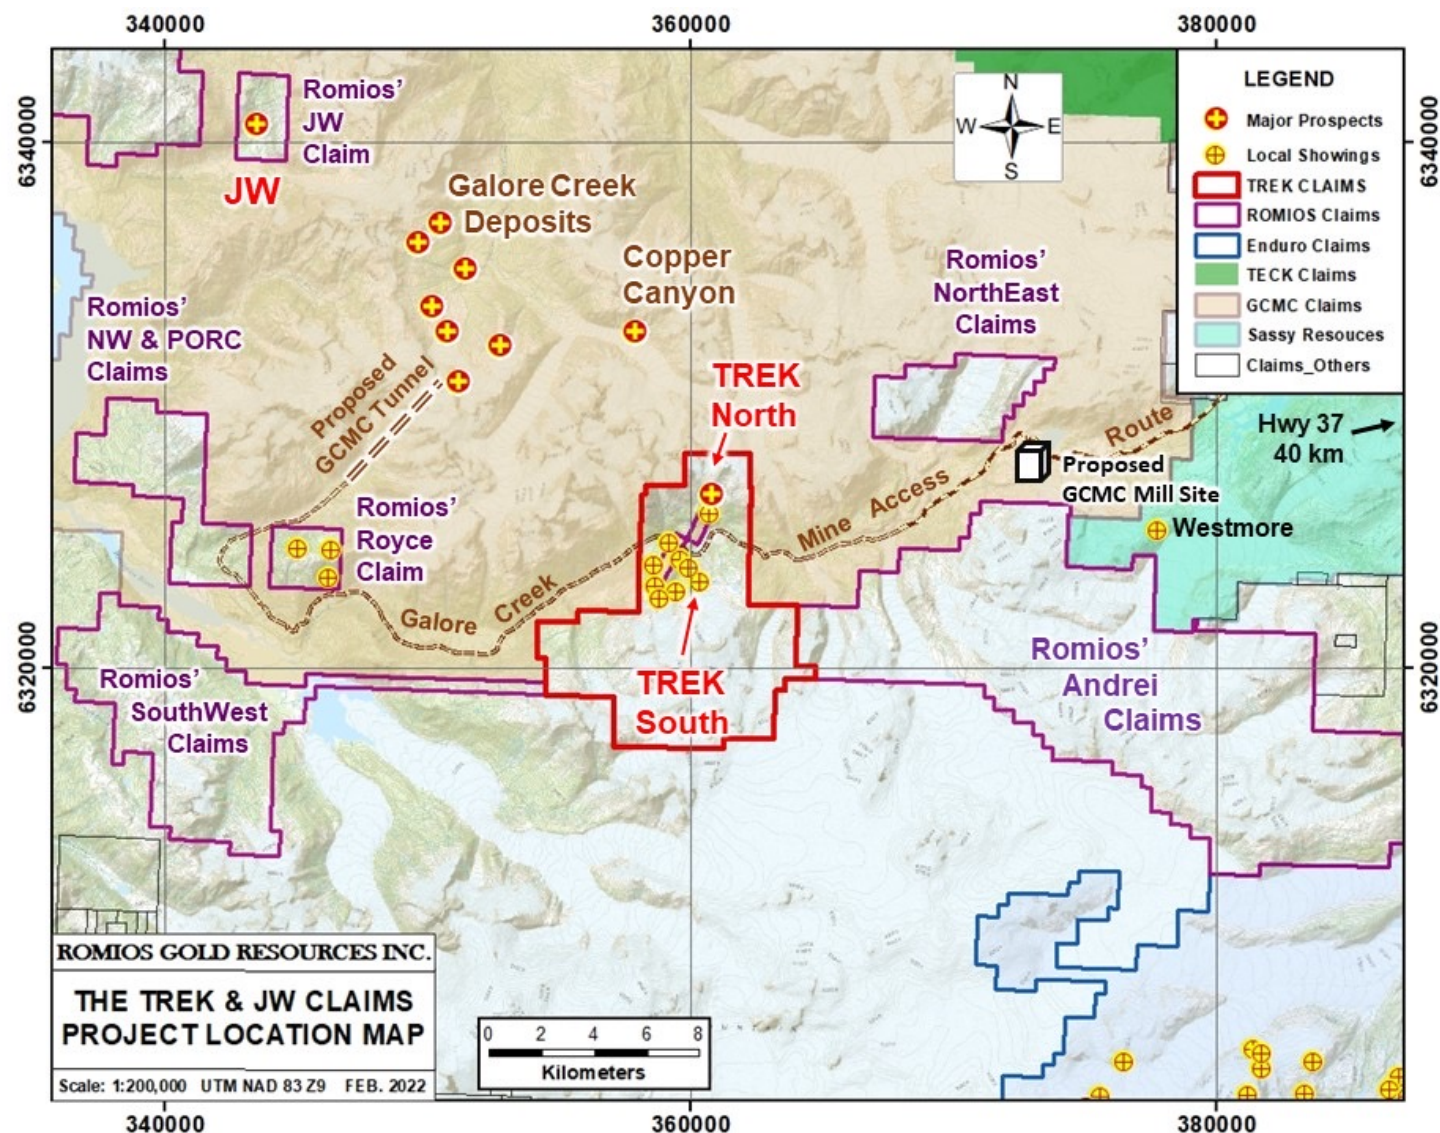 340000
360000
380000
6340000
6340000
6320000
6320000
N
W E
S
LEGEND
Major Prospects
Local Showings
TREK CLAIMS
ROMIOS Claims
Enduro Claims
TECK Claims
GCMC Claims
Sassy Resouces
Claims_Others
Romios'
JW
Claim
JW
Galore Creek
Deposits
Copper
Canyon
Romios'
NorthEast
Claims
Romios'
NW & PORC
Claims
Proposed
GCMC Tunnel
TREK
North
Hwy 37
40 km
Proposed
GCMC Mill Site
Westmore
Mine Access Route
Romios'
Royce
Claim
Galore Creek
Romios'
SouthWest
Claims
TREK
South
Romios'
Andrei
Claims
ROMIOS GOLD RESOURCES INC.
THE TREK & JW CLAIMS
PROJECT LOCATION MAP
Scale: 1:200,000 UTM NAD 83 Z9 FEB. 2022
0 2 4 6 8
Kilometers
340000
360000
380000